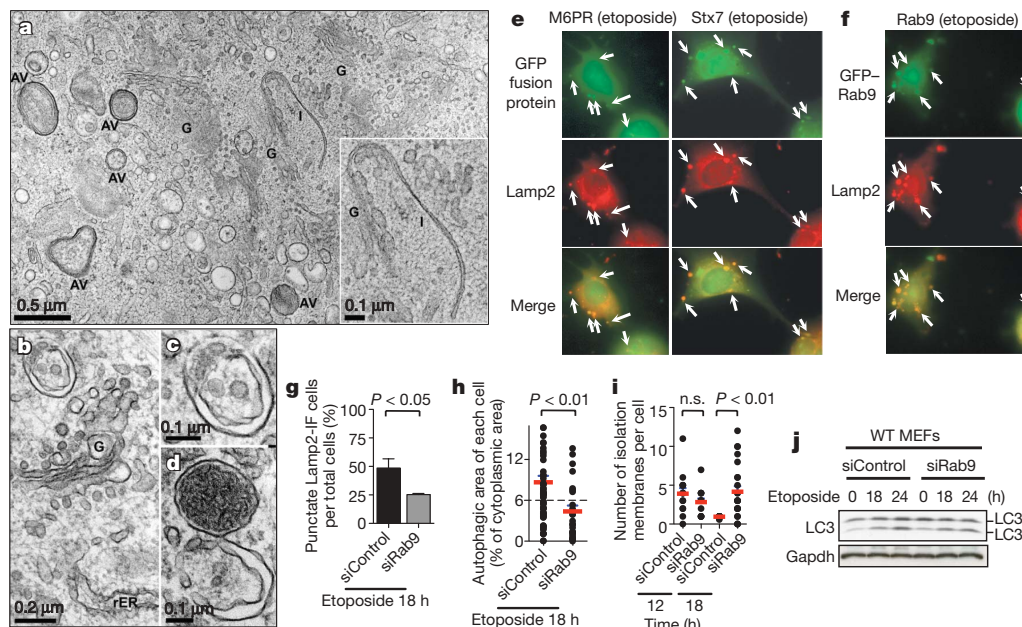 a
AV
AV
AV
AV
AV
G
G
G
I
0.5 μm
G
I
0.1 μm
b
G
rER
0.2 μm
c
0.1 μm
d
0.1 μm
e
M6PR (etoposide)
Stx7 (etoposide)
GFP
fusion
protein
Lamp2
Merge
f
Rab9 (etoposide)
GFP–
Rab9
Lamp2
Merge
g
P < 0.05
Punctate Lamp2-IF cells
per total cells (%)
100
75
50
25
0
siControl
siRab9
Etoposide 18 h
h
P < 0.01
Autophagic area of each cell
(% of cytoplasmic area)
12
6
0
siControl
siRab9
Etoposide 18 h
i
n.s.
P < 0.01
Number of isolation
membranes per cell
15
10
5
0
siControl
siRab9
siControl
siRab9
12
18
Time (h)
j
WT MEFs
siControl
siRab9
Etoposide 0 18 24 0 18 24 (h)
LC3
LC3
LC3
Gapdh